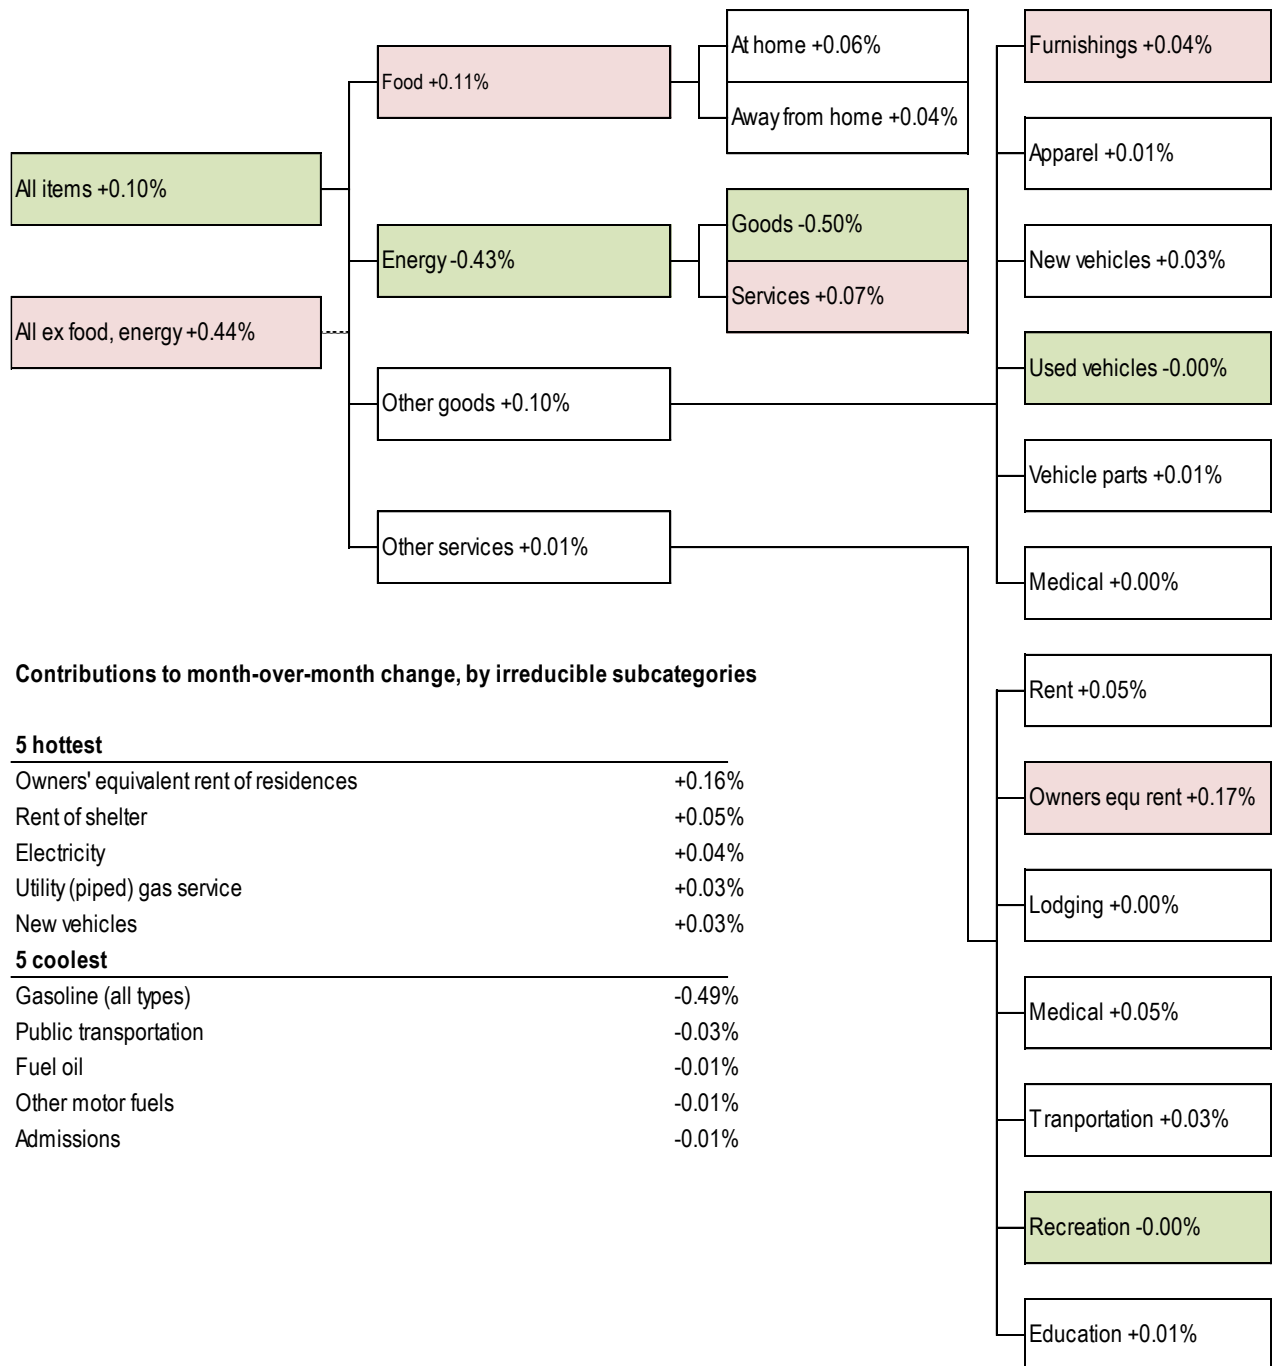 All items +0.10%
All ex food, energy +0.44%
Food +0.11%
Energy -0.43%
Other goods +0.10%
Other services +0.01%
At home +0.06%
Away from home +0.04%
Goods -0.50%
Services +0.07%
Furnishings +0.04%
Apparel +0.01%
New vehicles +0.03%
Used vehicles -0.00%
Vehicle parts +0.01%
Medical +0.00%
Rent +0.05%
Owners equ rent +0.17%
Lodging +0.00%
Medical +0.05%
Tranportation +0.03%
Recreation -0.00%
Education +0.01%
Contributions to month-over-month change, by irreducible subcategories
5 hottest
Owners' equivalent rent of residences +0.16%
Rent of shelter +0.05%
Electricity +0.04%
Utility (piped) gas service +0.03%
New vehicles +0.03%
5 coolest
Gasoline (all types) -0.49%
Public transportation -0.03%
Fuel oil -0.01%
Other motor fuels -0.01%
Admissions -0.01%